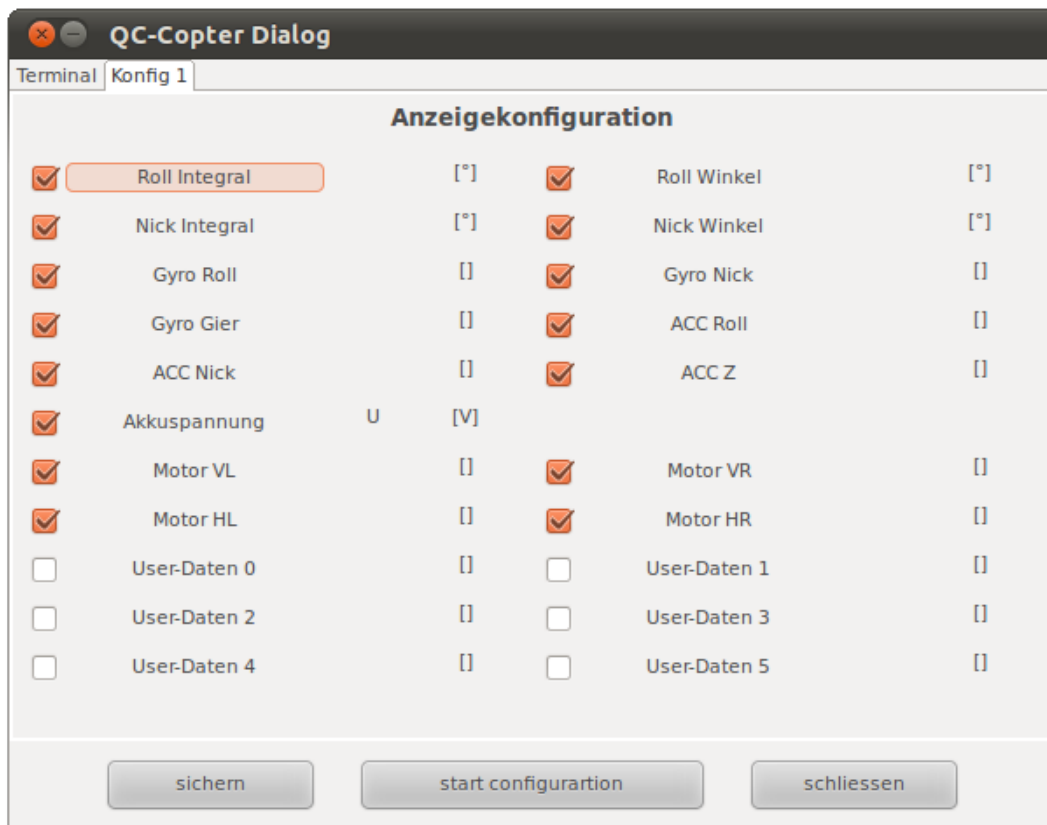 QC-Copter Dialog
Terminal Konfig 1
Anzeigekonfiguration
Roll Integral [°] Roll Winkel [°]
Nick Integral [°] Nick Winkel [°]
Gyro Roll [] Gyro Nick []
Gyro Gier [] ACC Roll []
ACC Nick [] ACC Z []
Akkuspannung U [V]
Motor VL [] Motor VR []
Motor HL [] Motor HR []
User-Daten 0 [] User-Daten 1 []
User-Daten 2 [] User-Daten 3 []
User-Daten 4 [] User-Daten 5 []
sichern start configurartion schliessen